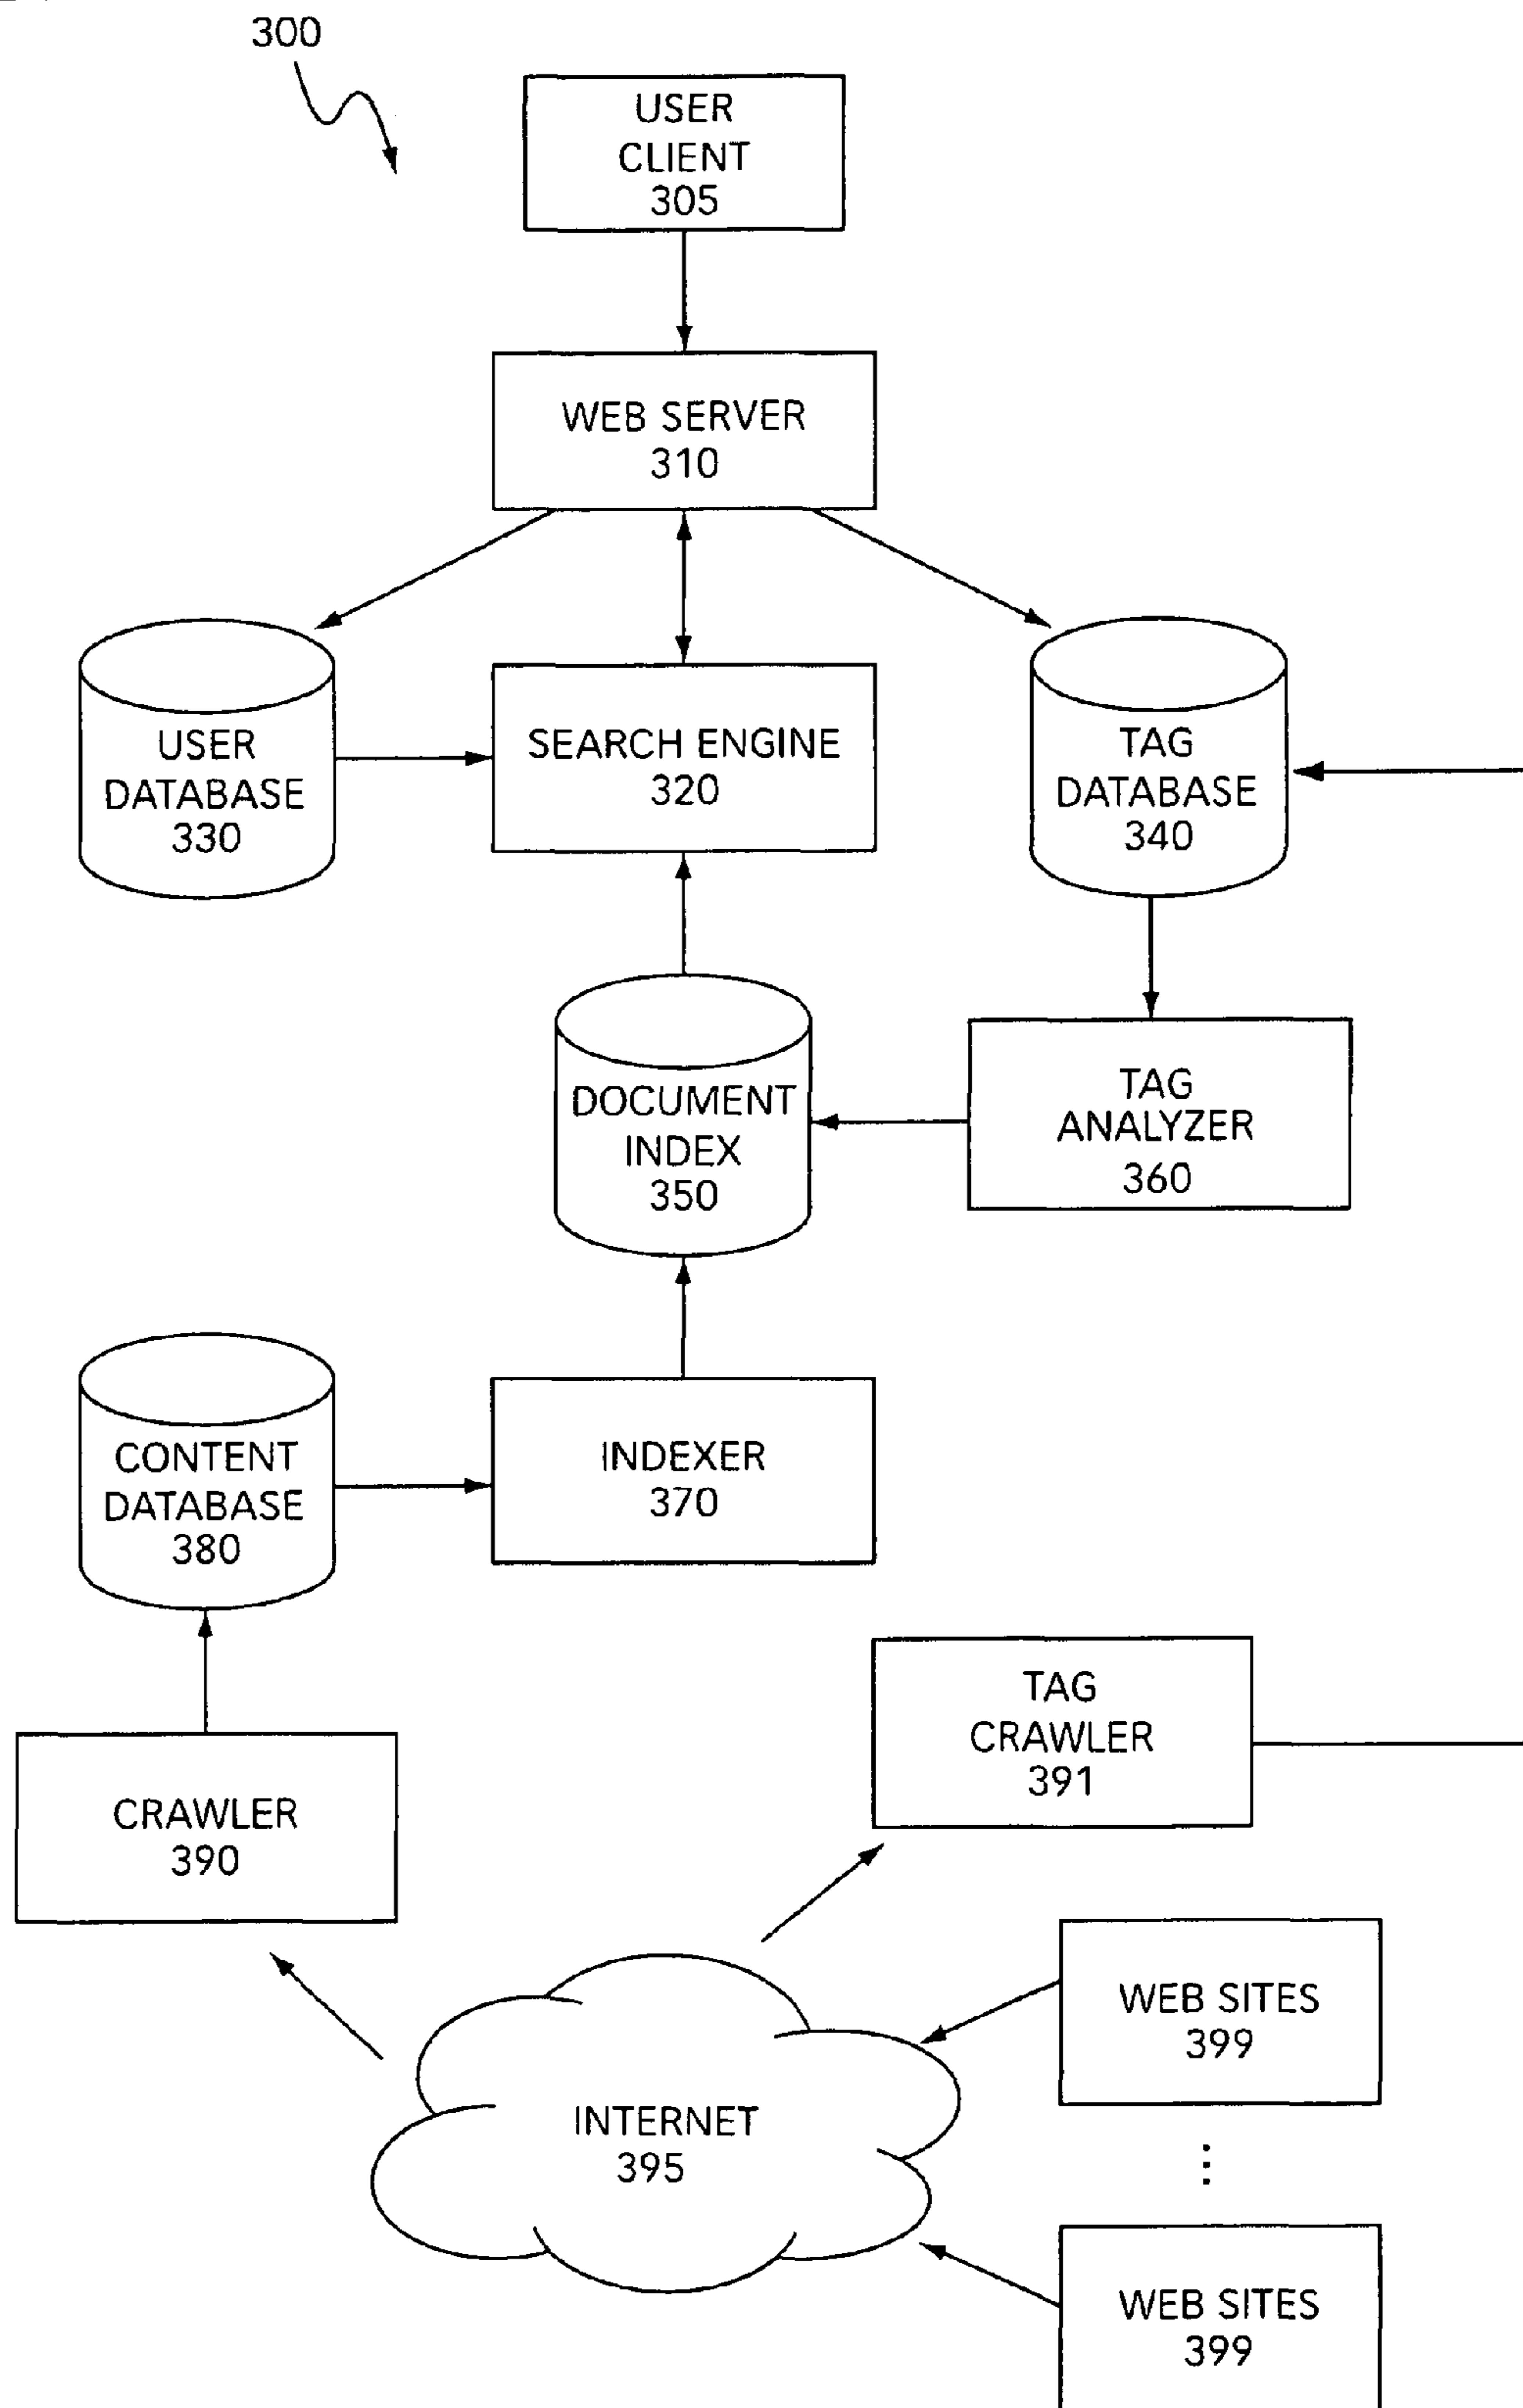 300
USER
CLIENT
305
WEB SERVER
310
USER
DATABASE
330
SEARCH ENGINE
320
TAG
DATABASE
340
DOCUMENT
INDEX
350
TAG
ANALYZER
360
CONTENT
DATABASE
380
INDEXER
370
TAG
CRAWLER
391
CRAWLER
390
INTERNET
395
WEB SITES
399
WEB SITES
399